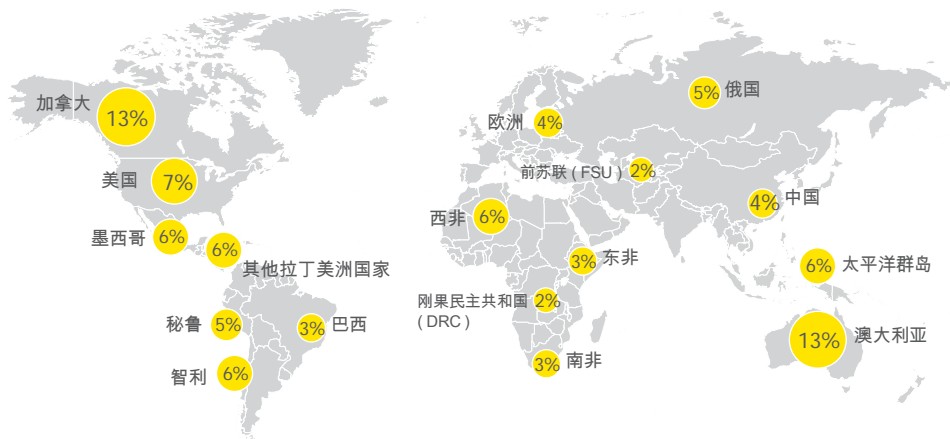 加拿大
13%
美国
7%
墨西哥
6%
6%
其他拉丁美洲国家
秘鲁
5%
3%
巴西
智利
6%
5%
俄国
欧洲
4%
前苏联 ( FSU )
2%
4%
中国
西非
6%
3%
东非
6%
太平洋群岛
刚果民主共和国
( DRC )
2%
3%
南非
13%
澳大利亚